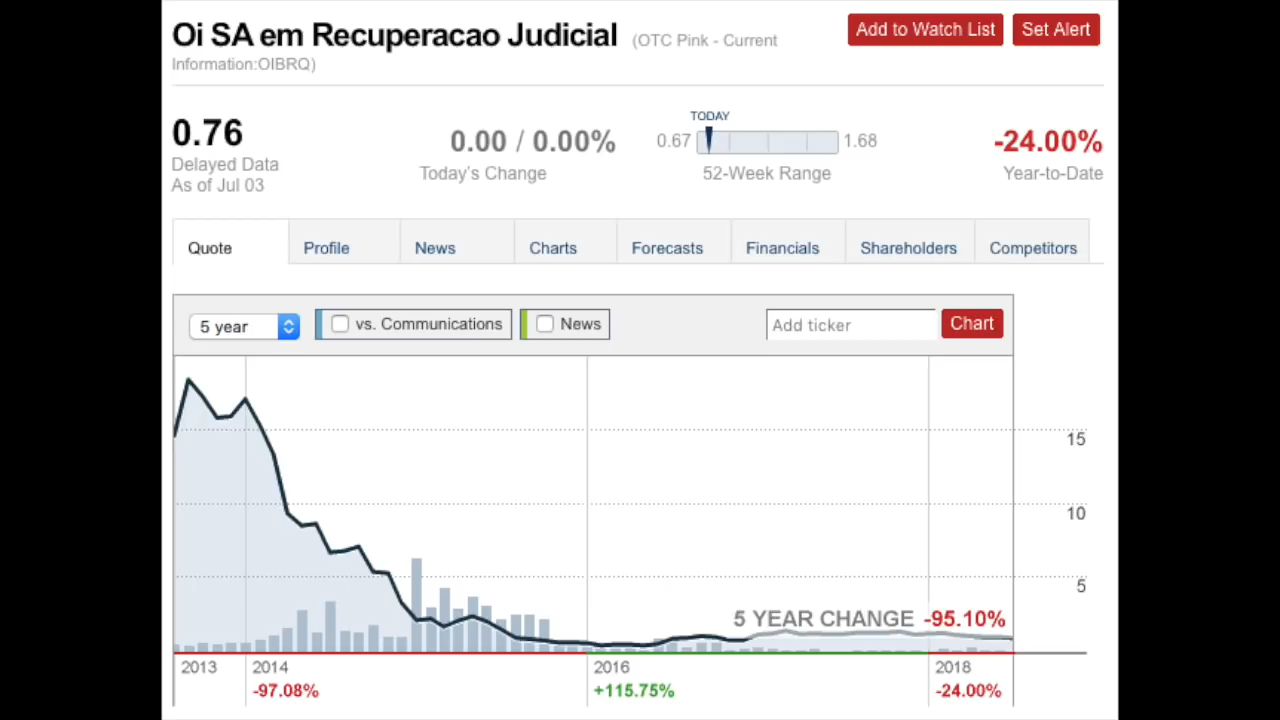 Oi SA em Recuperacao Judicial (OTC Pink - Current
Information:OIBRQ)
Add to Watch List
Set Alert
0.76
Delayed Data
As of Jul 03
0.00 / 0.00%
Today's Change
TODAY
0.67
1.68
52-Week Range
-24.00%
Year-to-Date
Quote
Profile
News
Charts
Forecasts
Financials
Shareholders
Competitors
5 year
vs. Communications
News
Add ticker
Chart
15
10
5
5 YEAR CHANGE -95.10%
2013
2014
2016
2018
-97.08%
+115.75%
-24.00%